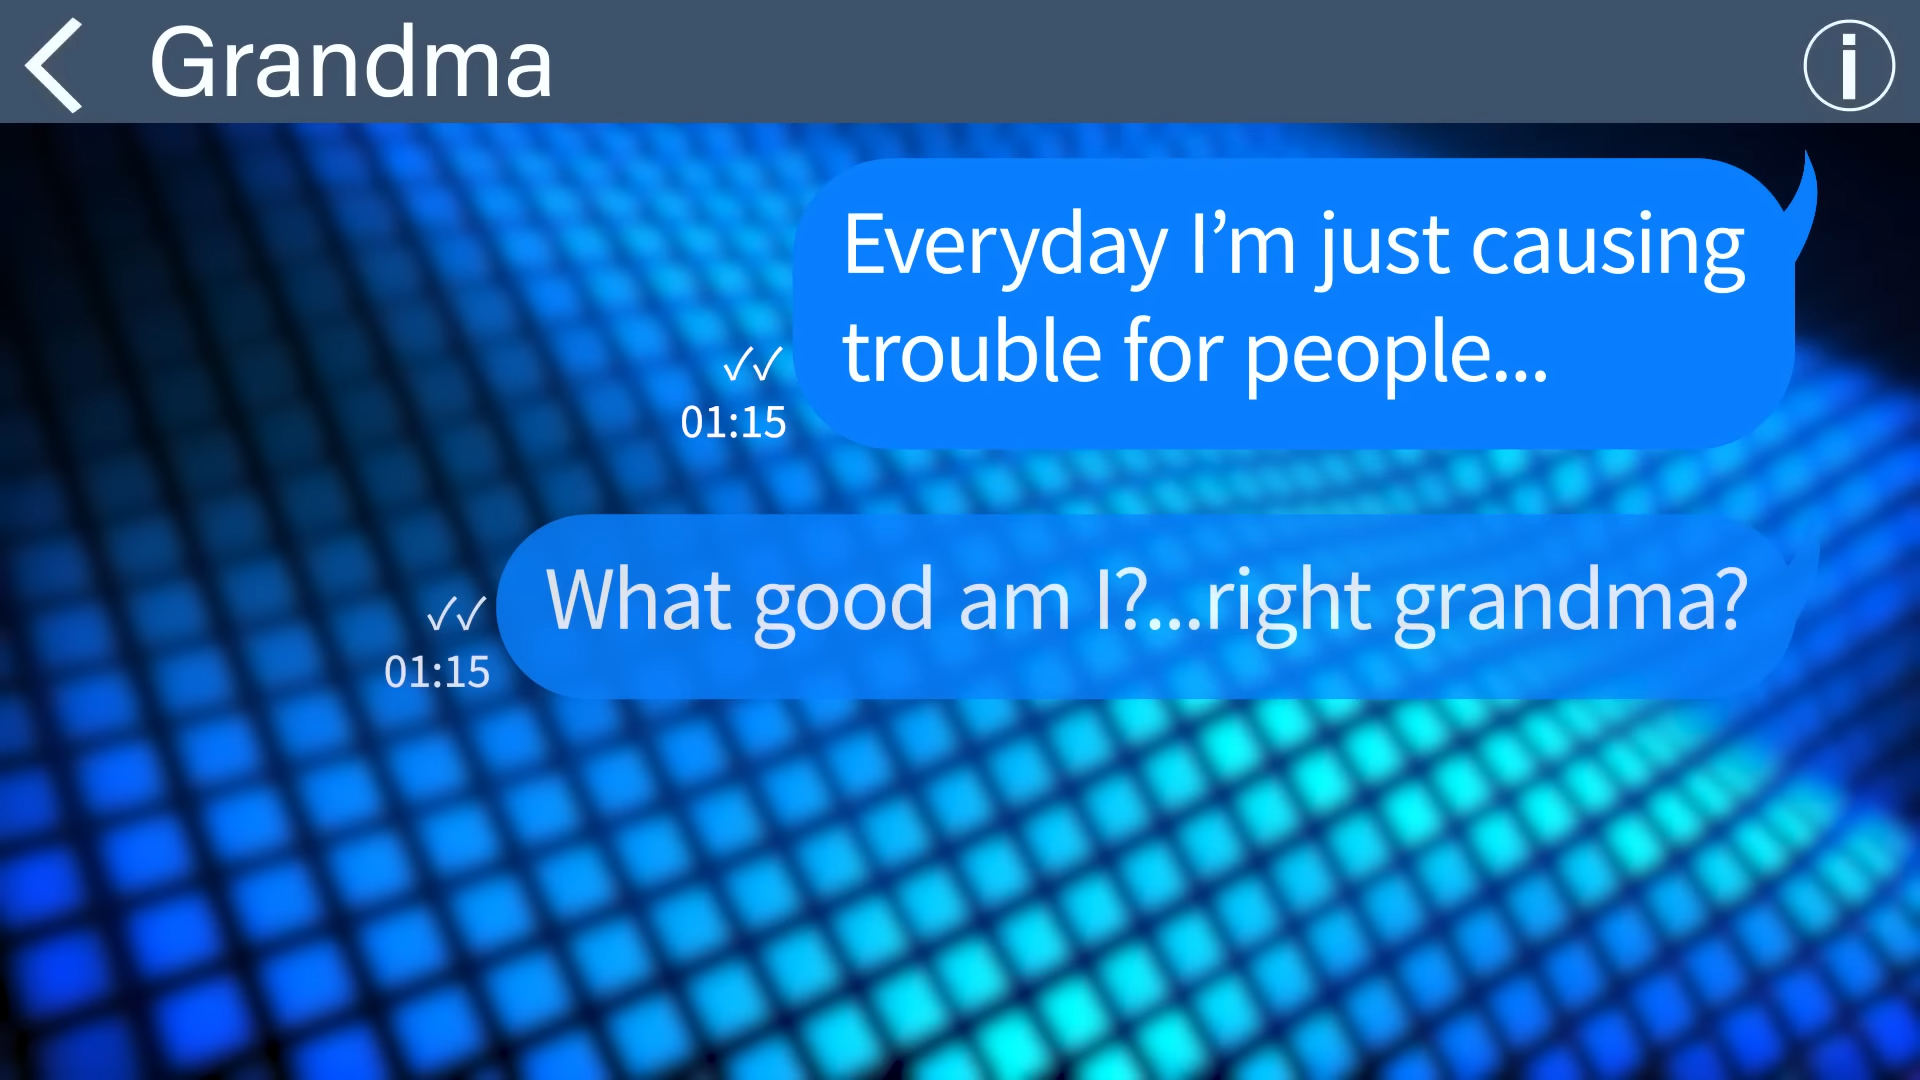 Grandma
Everyday I’m just causing
trouble for people...
✓✓
01:15
What good am I?...right grandma?
✓✓
01:15